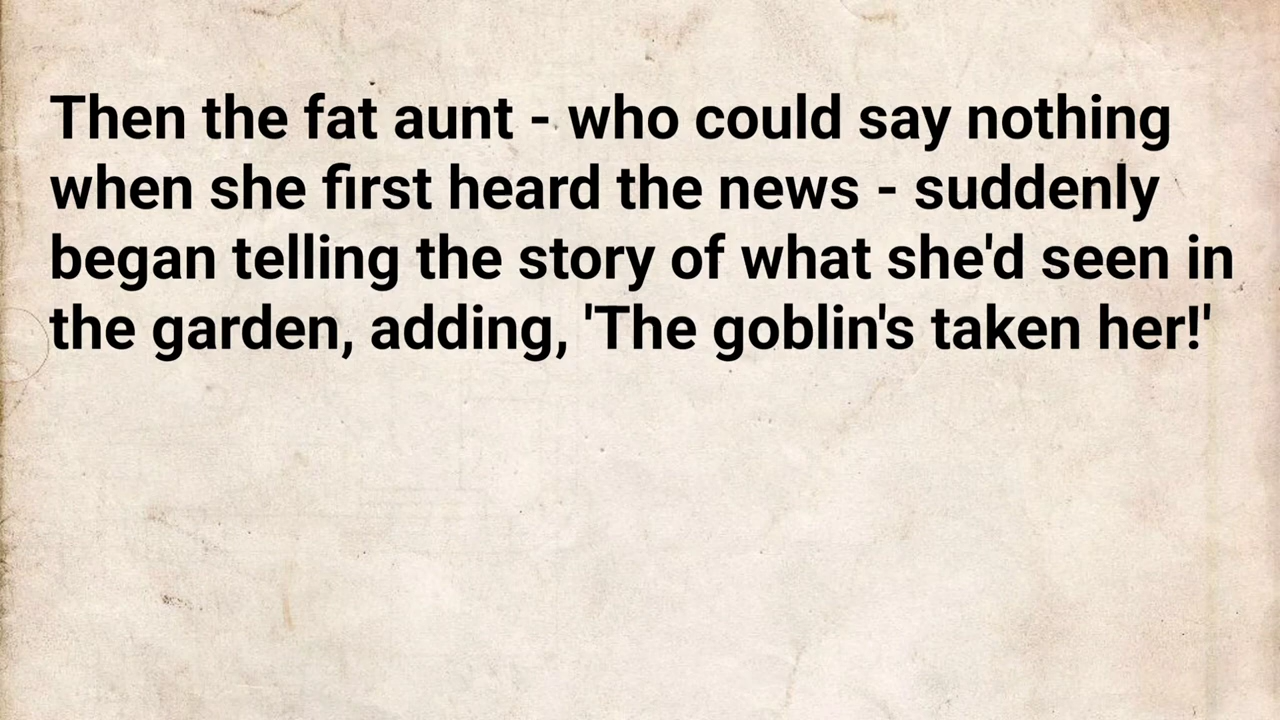 Then the fat aunt - who could say nothing
when she first heard the news - suddenly
began telling the story of what she'd seen in
the garden, adding, 'The goblin's taken her!'